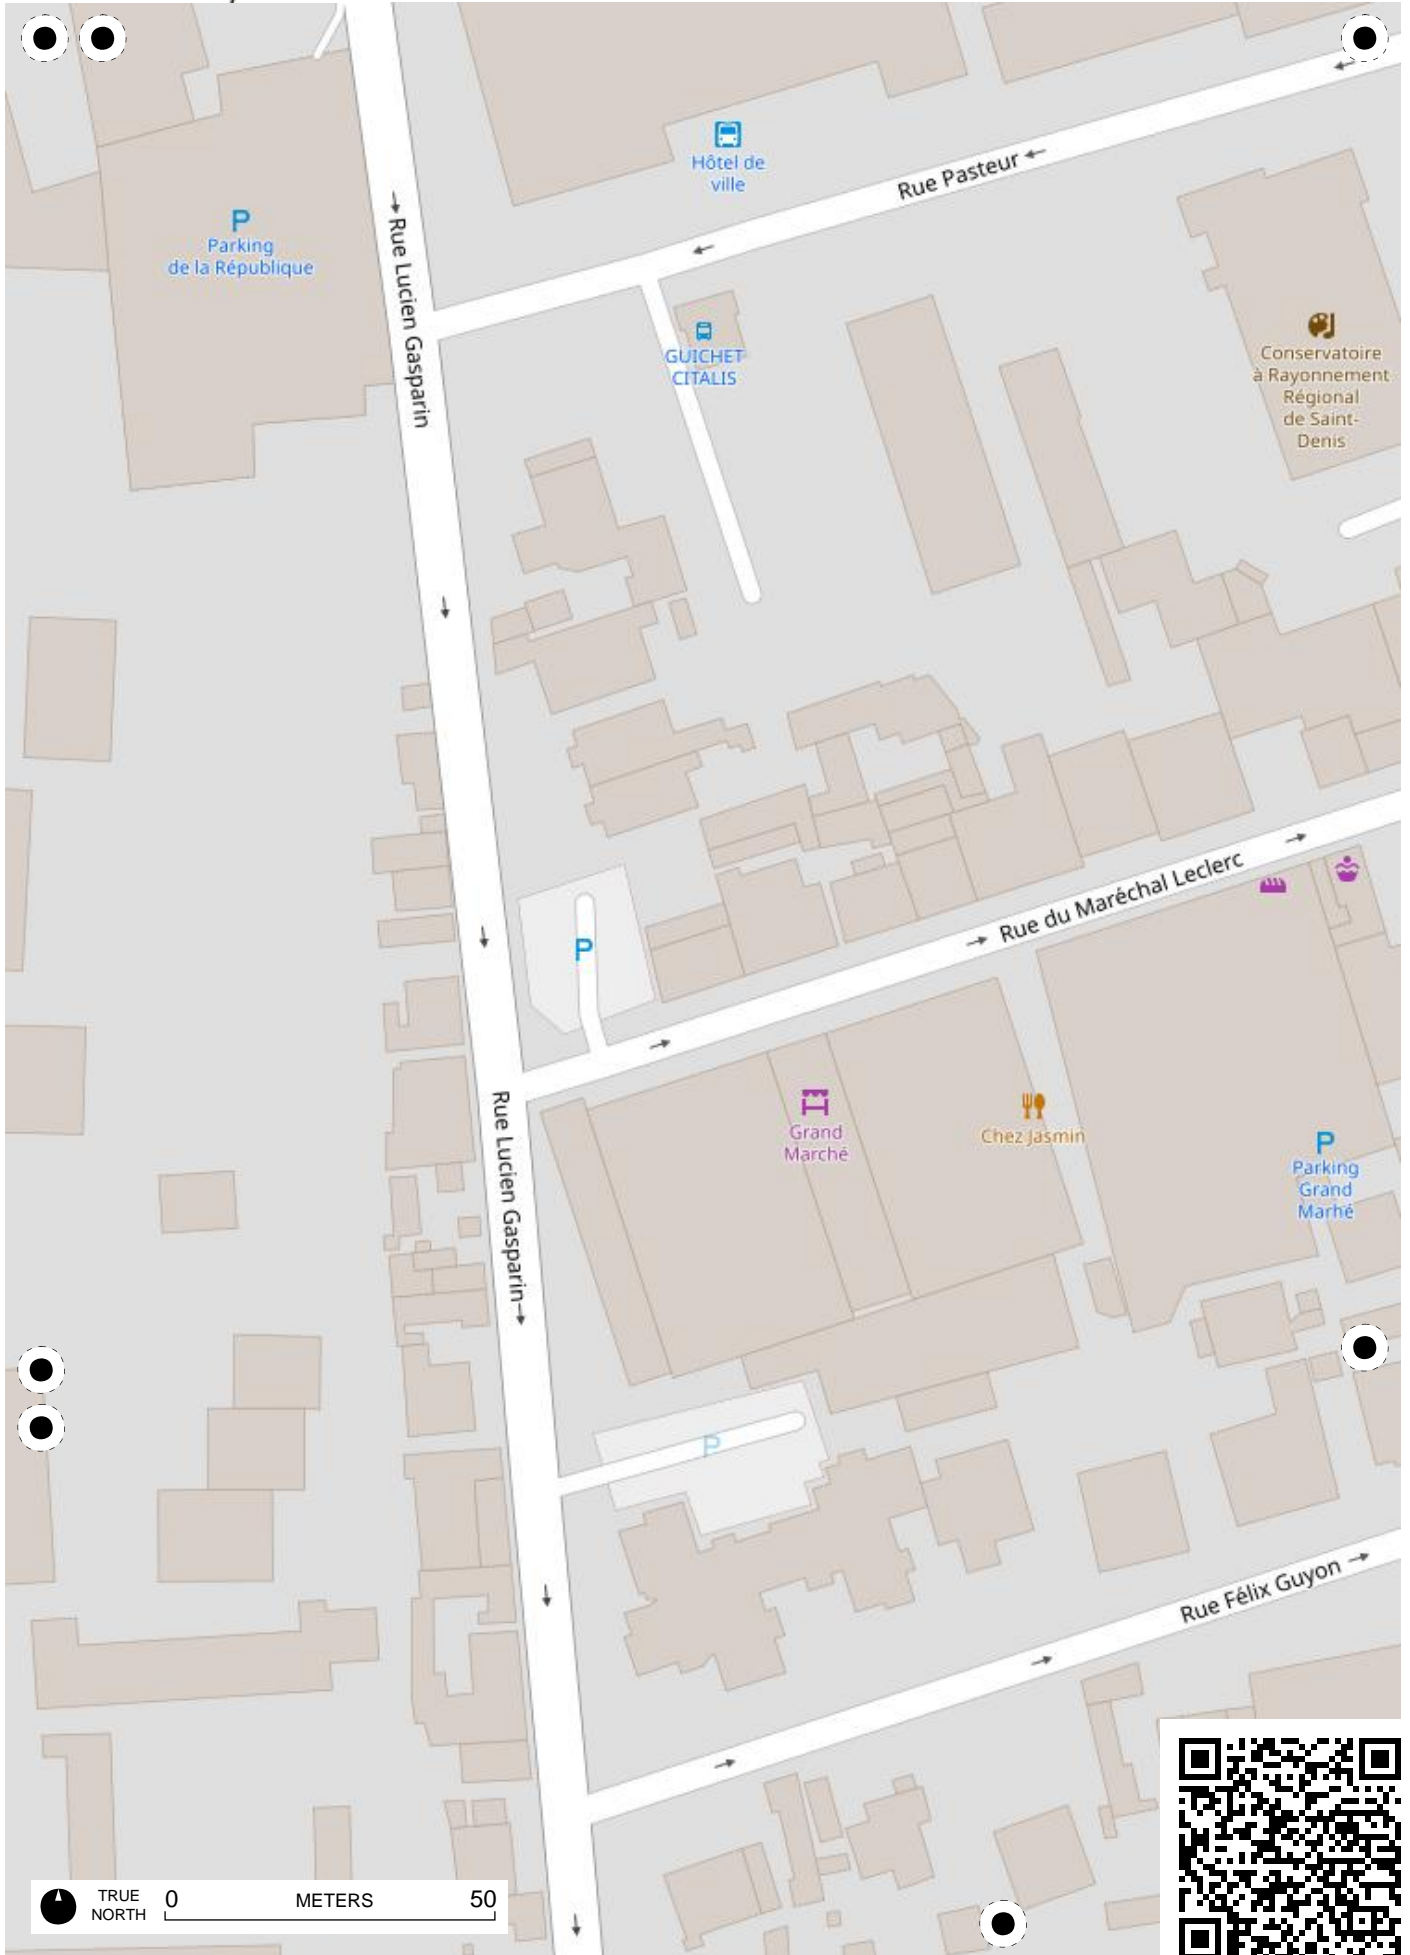 Hôtel de
ville
Rue Pasteur
P
Parking
de la République
Rue Lucien Gasparin
GUICHET
CITALIS
Conservatoire
à Rayonnement
Régional
de Saint-
Denis
Rue du Maréchal Leclerc
P
Rue Lucien Gasparin
Grand
Marché
Chez Jasmin
P
Parking
Grand
Marhé
P
Rue Félix Guyon
TRUE
NORTH
0 METERS 50